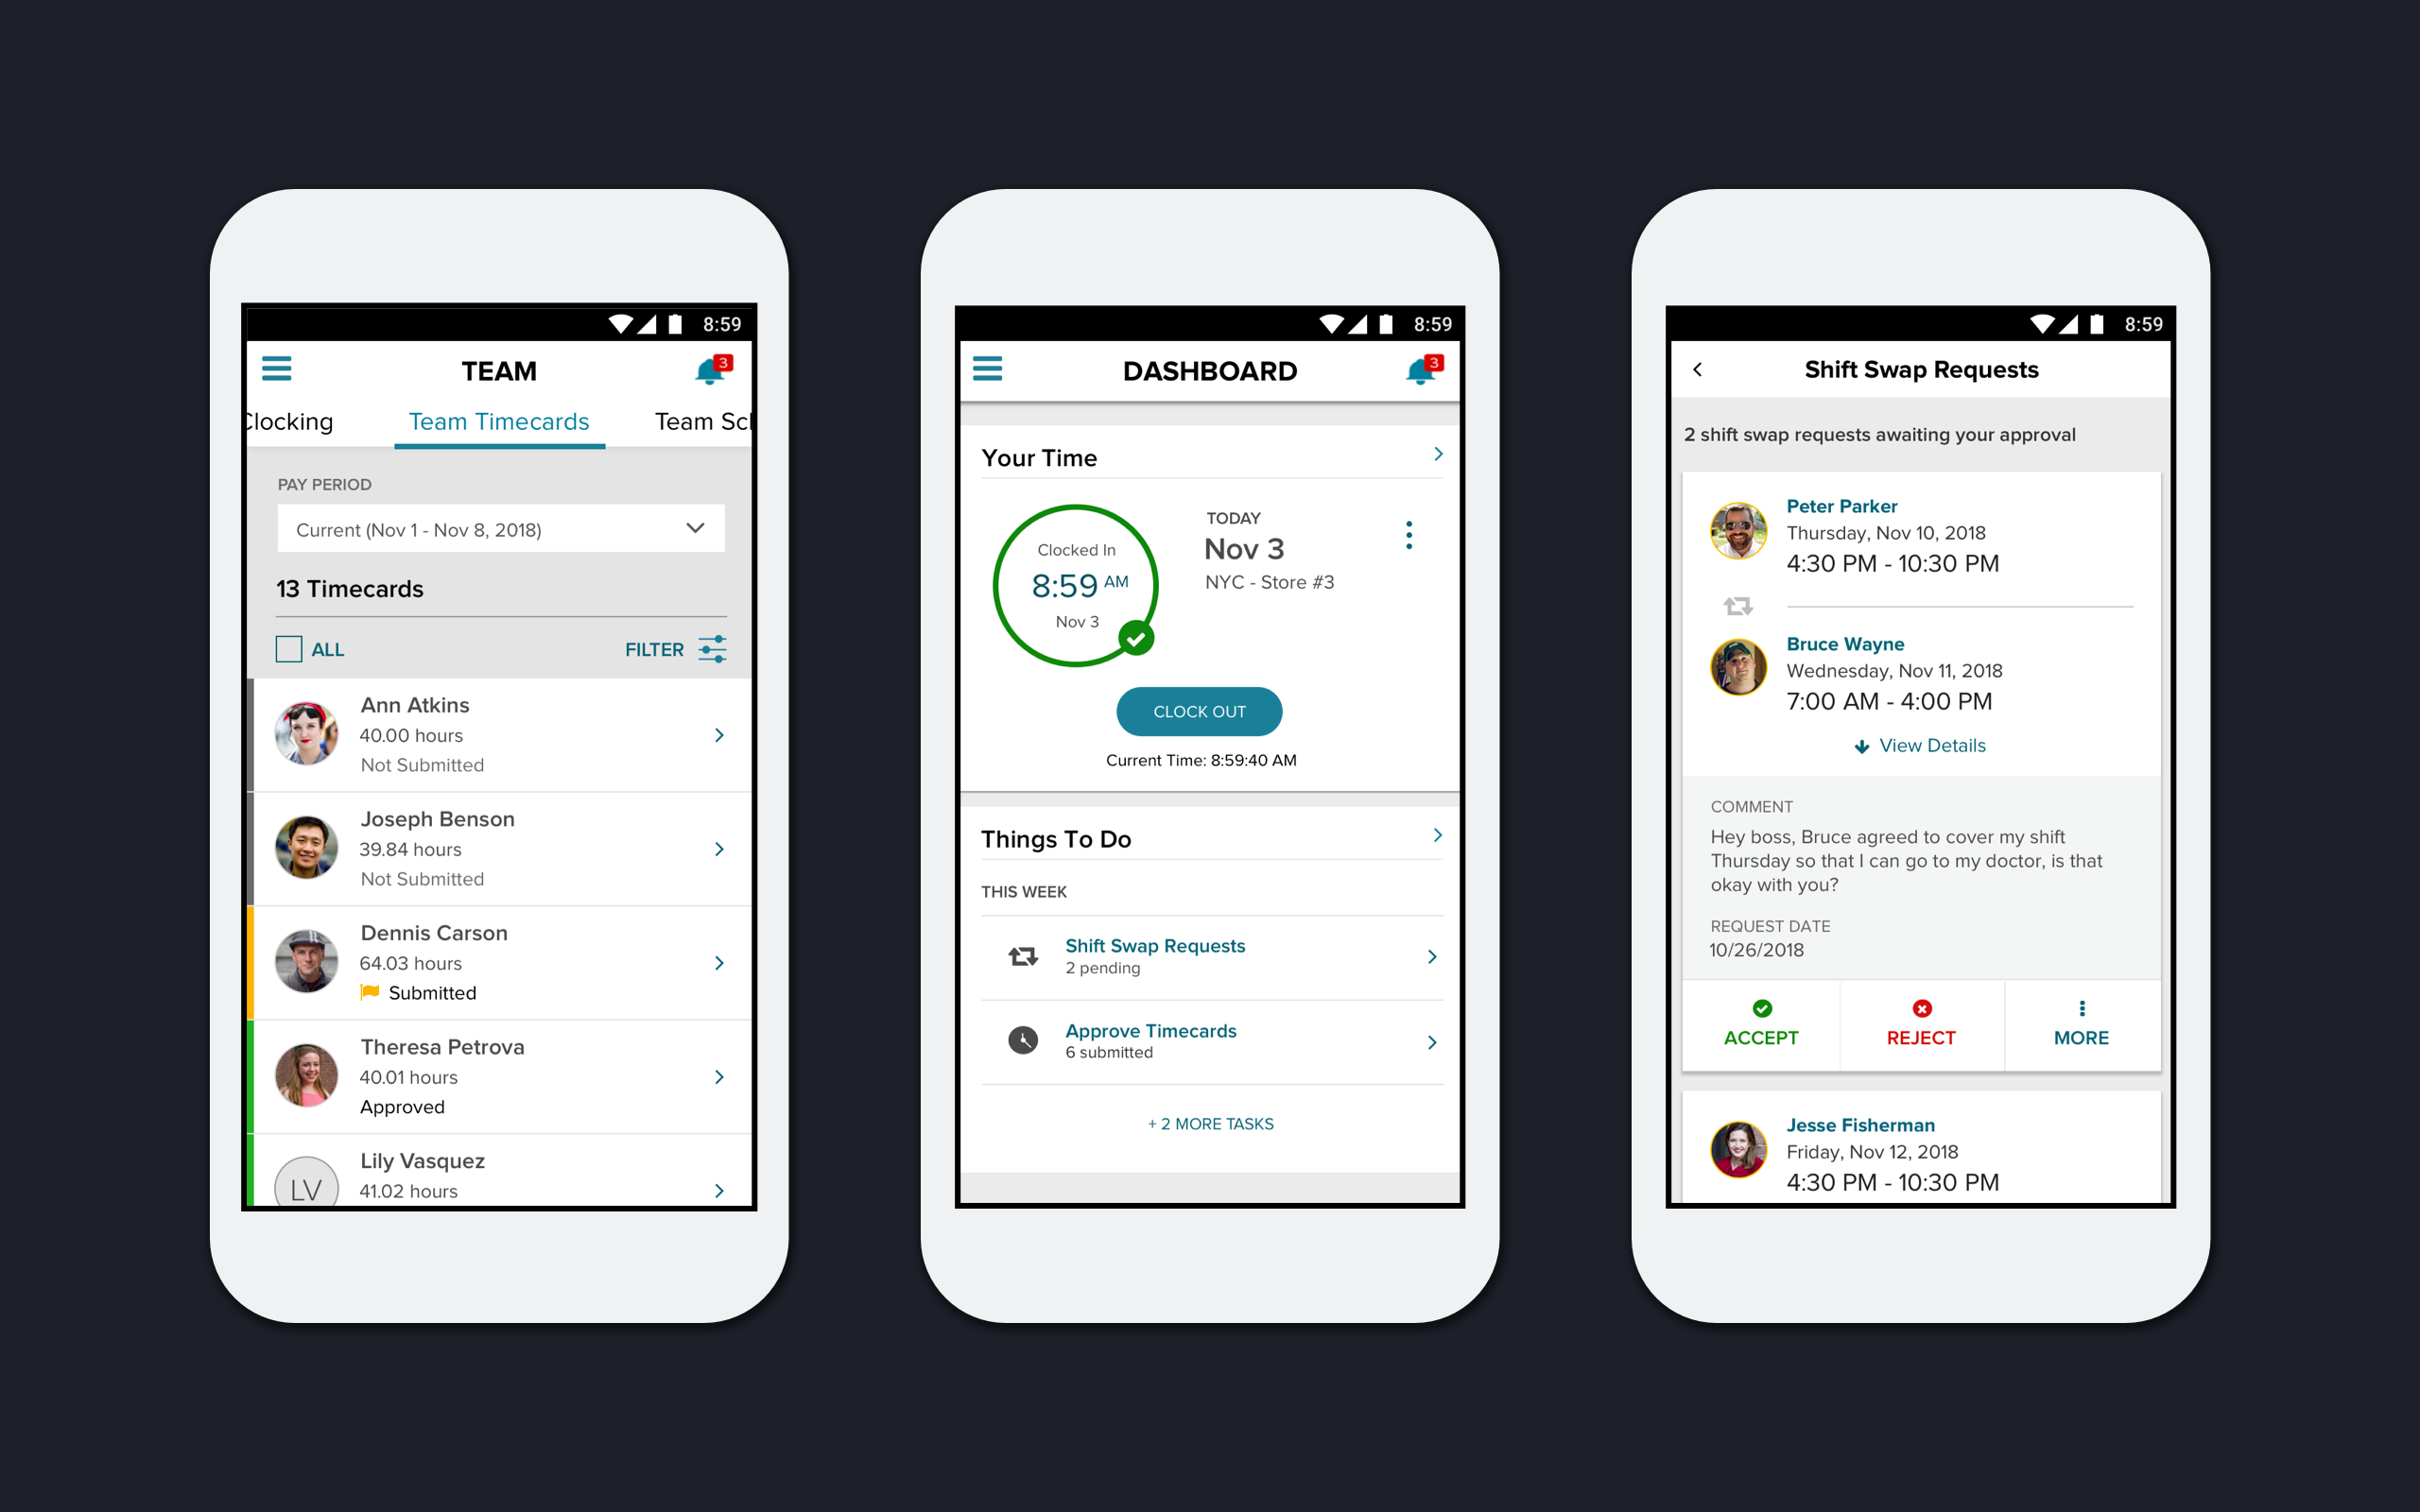 8:59
TEAM
3
Clocking
Team Timecards
Team Sch
PAY PERIOD
Current (Nov 1 - Nov 8, 2018)
13 Timecards
ALL
FILTER
Ann Atkins
40.00 hours
Not Submitted
Joseph Benson
39.84 hours
Not Submitted
Dennis Carson
64.03 hours
Submitted
Theresa Petrova
40.01 hours
Approved
LV
Lily Vasquez
41.02 hours
8:59
DASHBOARD
3
Your Time
Clocked In
8:59 AM
Nov 3
TODAY
Nov 3
NYC - Store #3
CLOCK OUT
Current Time: 8:59:40 AM
Things To Do
THIS WEEK
Shift Swap Requests
2 pending
Approve Timecards
6 submitted
+ 2 MORE TASKS
8:59
Shift Swap Requests
2 shift swap requests awaiting your approval
Peter Parker
Thursday, Nov 10, 2018
4:30 PM - 10:30 PM
Bruce Wayne
Wednesday, Nov 11, 2018
7:00 AM - 4:00 PM
View Details
COMMENT
Hey boss, Bruce agreed to cover my shift
Thursday so that I can go to my doctor, is that
okay with you?
REQUEST DATE
10/26/2018
ACCEPT
REJECT
MORE
Jesse Fisherman
Friday, Nov 12, 2018
4:30 PM - 10:30 PM